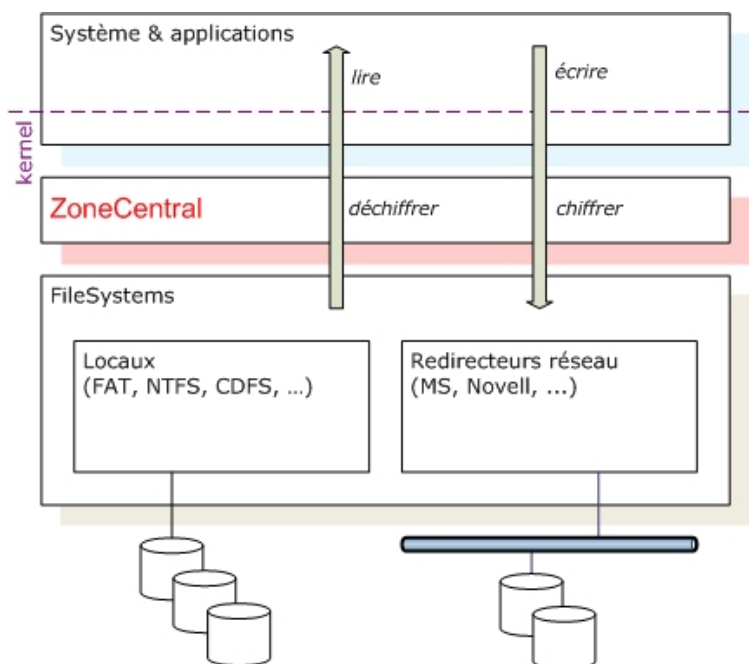 Système & applications
lire
écrire
kernel
ZoneCentral
déchiffrer
chiffrer
FileSystems
Locaux
(FAT, NTFS, CDFS, …)
Redirecteurs réseau
(MS, Novell, ...)